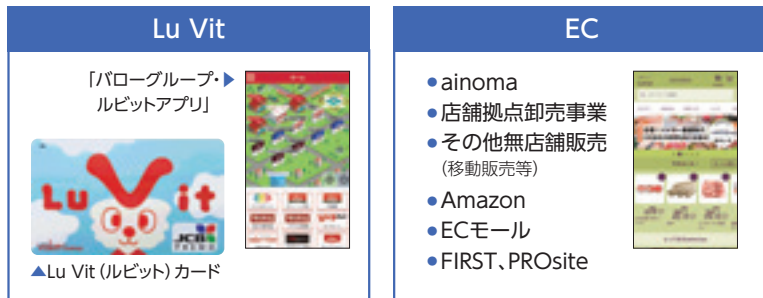 Lu Vit
「バローグループ・▶
ルビットアプリ」
Lu Vit
JCB
PREMO
▲Lu Vit（ルビット）カード
EC
●ainoma
●店舗拠点卸売事業
●その他無店舗販売
（移動販売等）
●Amazon
●ECモール
●FIRST、PROsite